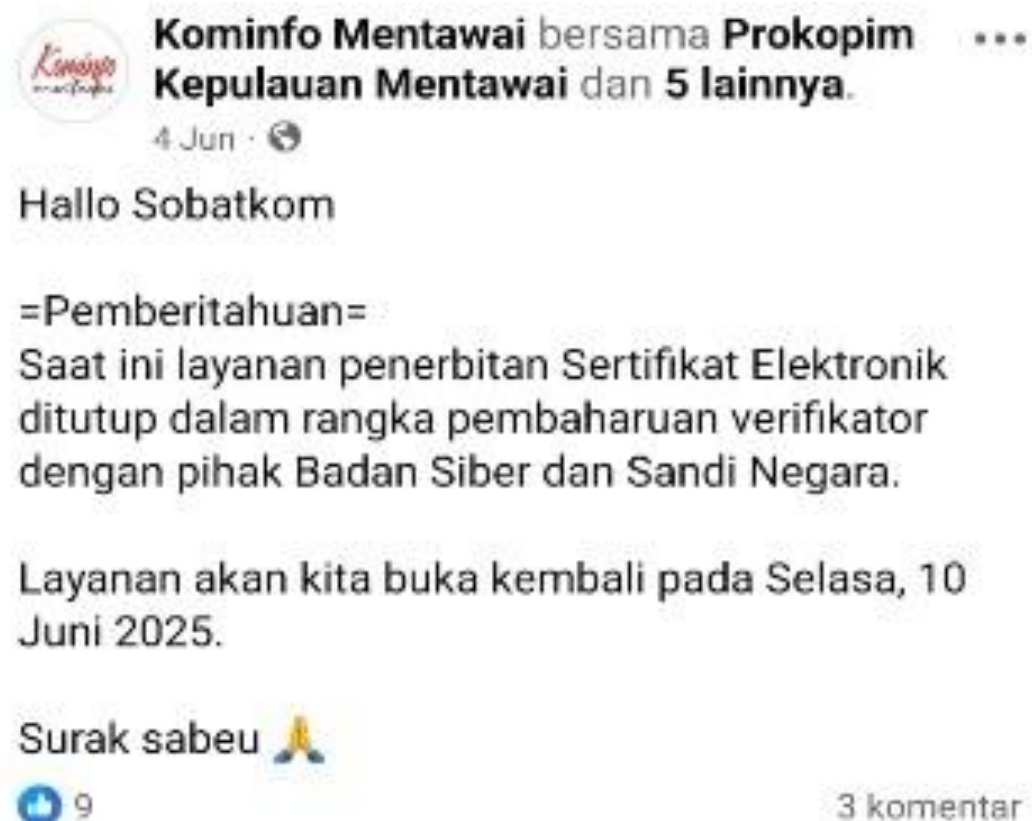 Kominfo
mentawai
Kominfo Mentawai bersama Prokopim
Kepulauan Mentawai dan 5 lainnya.
4 Jun ·
Hallo Sobatkom
=Pemberitahuan=
Saat ini layanan penerbitan Sertifikat Elektronik
ditutup dalam rangka pembaharuan verifikator
dengan pihak Badan Siber dan Sandi Negara.
Layanan akan kita buka kembali pada Selasa, 10
Juni 2025.
Surak sabeu 🙏
9
3 komentar